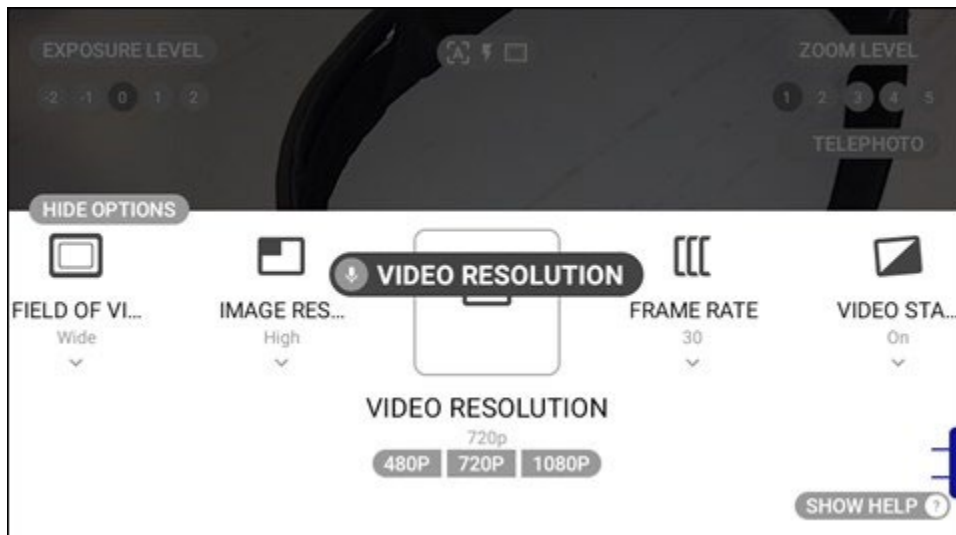 EXPOSURE LEVEL
-2 -1 0 1 2
A
ZOOM LEVEL
1 2 3 4 5
TELEPHOTO
HIDE OPTIONS
VIDEO RESOLUTION
FIELD OF VI...
Wide
IMAGE RES...
High
FRAME RATE
30
VIDEO STA...
On
VIDEO RESOLUTION
720p
480P 720P 1080P
SHOW HELP ?